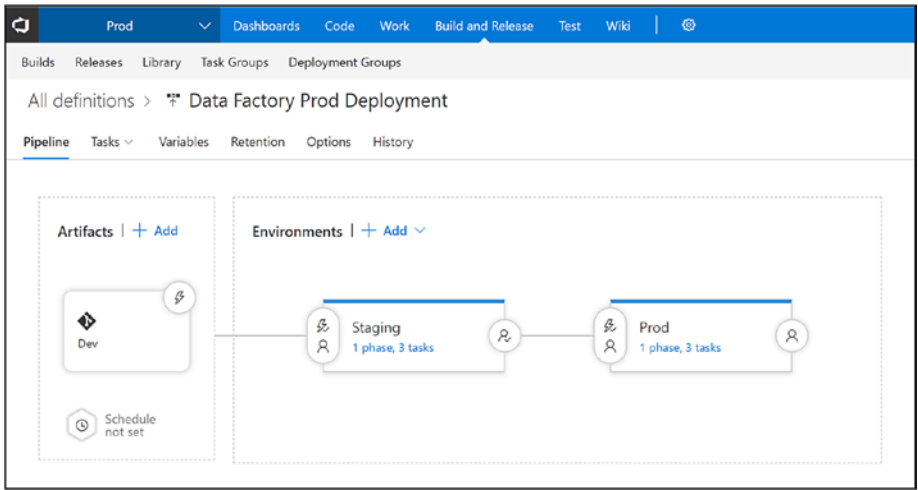 Prod Dashboards Code Work Build and Release Test Wiki
Builds Releases Library Task Groups Deployment Groups
All definitions > Data Factory Prod Deployment
Pipeline Tasks Variables Retention Options History
Artifacts | + Add
Environments | + Add
Dev
Schedule
not set
Staging
1 phase, 3 tasks
Prod
1 phase, 3 tasks